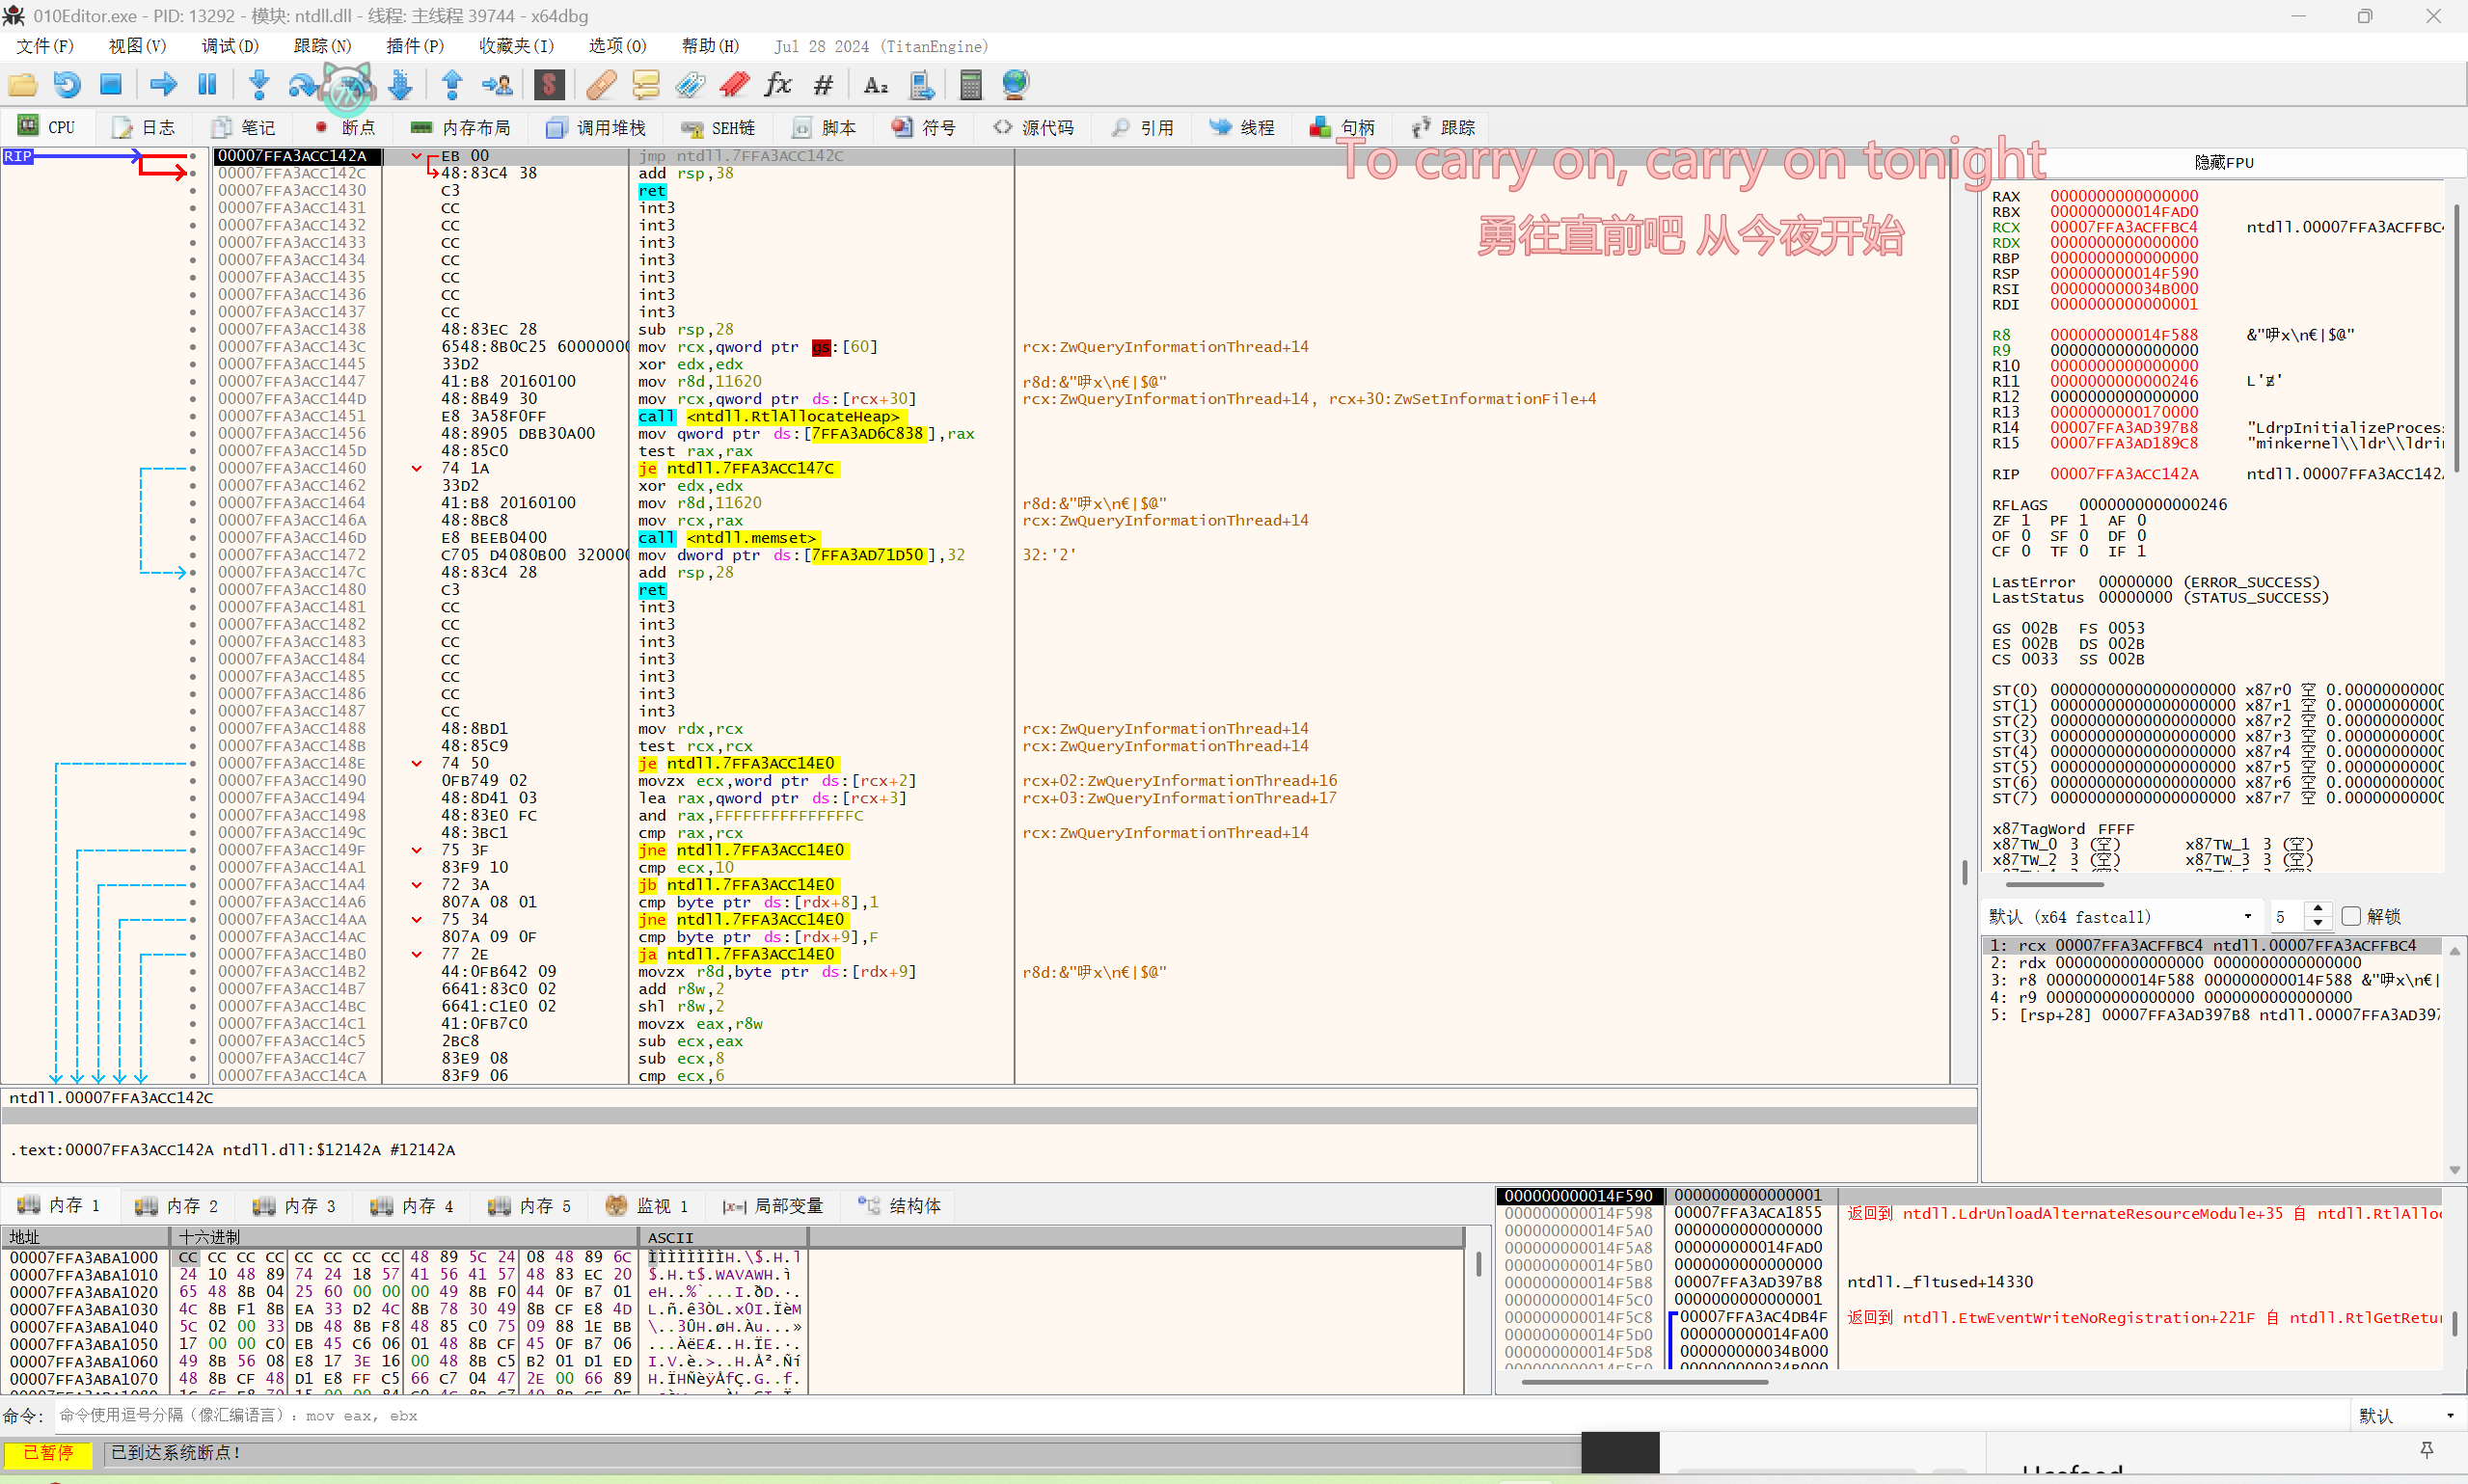 010Editor.exe - PID: 13292 - 模块: ntdll.dll - 线程: 主线程 39744 - x64dbg
文件(F) 视图(V) 调试(D) 跟踪(N) 插件(P) 收藏夹(I) 选项(O) 帮助(H) Jul 28 2024 (TitanEngine)
CPU 日志 笔记 断点 内存布局 调用堆栈 SEH链 脚本 符号 源代码 引用 线程 句柄 跟踪
To carry on, carry on tonight
勇往直前吧 从今夜开始
RIP
00007FFA3ACC142A EB 00 jmp ntdll.7FFA3ACC142C
00007FFA3ACC142C 48:83C4 38 add rsp,38
00007FFA3ACC1430 C3 ret
00007FFA3ACC1431 CC int3
00007FFA3ACC1432 CC int3
00007FFA3ACC1433 CC int3
00007FFA3ACC1434 CC int3
00007FFA3ACC1435 CC int3
00007FFA3ACC1436 CC int3
00007FFA3ACC1437 CC int3
00007FFA3ACC1438 48:83EC 28 sub rsp,28
00007FFA3ACC143C 6548:8B0C25 6000000 mov rcx,qword ptr gs:[60] rcx:ZwQueryInformationThread+14
00007FFA3ACC1445 33D2 xor edx,edx
00007FFA3ACC1447 41:B8 20160100 mov r8d,11620 r8d:&"咿x\n€|$@"
00007FFA3ACC144D 48:8B49 30 mov rcx,qword ptr ds:[rcx+30] rcx:ZwQueryInformationThread+14, rcx+30:ZwSetInformationFile+4
00007FFA3ACC1451 E8 3A58F0FF call <ntdll.RtlAllocateHeap>
00007FFA3ACC1456 48:8905 DBB30A00 mov qword ptr ds:[7FFA3AD6C838],rax
00007FFA3ACC145D 48:85C0 test rax,rax
00007FFA3ACC1460 74 1A je ntdll.7FFA3ACC147C
00007FFA3ACC1462 33D2 xor edx,edx
00007FFA3ACC1464 41:B8 20160100 mov r8d,11620 r8d:&"咿x\n€|$@"
00007FFA3ACC146A 48:8BC8 mov rcx,rax rcx:ZwQueryInformationThread+14
00007FFA3ACC146D E8 BEEB0400 call <ntdll.memset>
00007FFA3ACC1472 C705 D4080B00 320000 mov dword ptr ds:[7FFA3AD71D50],32 32:'2'
00007FFA3ACC147C 48:83C4 28 add rsp,28
00007FFA3ACC1480 C3 ret
00007FFA3ACC1481 CC int3
00007FFA3ACC1482 CC int3
00007FFA3ACC1483 CC int3
00007FFA3ACC1484 CC int3
00007FFA3ACC1485 CC int3
00007FFA3ACC1486 CC int3
00007FFA3ACC1487 CC int3
00007FFA3ACC1488 48:8BD1 mov rdx,rcx rcx:ZwQueryInformationThread+14
00007FFA3ACC148B 48:85C9 test rcx,rcx rcx:ZwQueryInformationThread+14
00007FFA3ACC148E 74 50 je ntdll.7FFA3ACC14E0
00007FFA3ACC1490 0FB749 02 movzx ecx,word ptr ds:[rcx+2] rcx+02:ZwQueryInformationThread+16
00007FFA3ACC1494 48:8D41 03 lea rax,qword ptr ds:[rcx+3] rcx+03:ZwQueryInformationThread+17
00007FFA3ACC1498 48:83E0 FC and rax,FFFFFFFFFFFFFFFC
00007FFA3ACC149C 48:3BC1 cmp rax,rcx rcx:ZwQueryInformationThread+14
00007FFA3ACC149F 75 3F jne ntdll.7FFA3ACC14E0
00007FFA3ACC14A1 83F9 10 cmp ecx,10
00007FFA3ACC14A4 72 3A jb ntdll.7FFA3ACC14E0
00007FFA3ACC14A6 807A 08 01 cmp byte ptr ds:[rdx+8],1
00007FFA3ACC14AA 75 34 jne ntdll.7FFA3ACC14E0
00007FFA3ACC14AC 807A 09 0F cmp byte ptr ds:[rdx+9],F
00007FFA3ACC14B0 77 2E ja ntdll.7FFA3ACC14E0
00007FFA3ACC14B2 44:0FB642 09 movzx r8d,byte ptr ds:[rdx+9] r8d:&"咿x\n€|$@"
00007FFA3ACC14B7 6641:83C0 02 add r8w,2
00007FFA3ACC14BC 6641:C1E0 02 shl r8w,2
00007FFA3ACC14C1 41:0FB7C0 movzx eax,r8w
00007FFA3ACC14C5 2BC8 sub ecx,eax
00007FFA3ACC14C7 83E9 08 sub ecx,8
00007FFA3ACC14CA 83F9 06 cmp ecx,6
隐藏FPU
RAX 0000000000000000
RBX 000000000014FAD0
RCX 00007FFA3ACFFBC4 ntdll.00007FFA3ACFFBC4
RDX 0000000000000000
RBP 0000000000000000
RSP 000000000014F590
RSI 000000000034B000
RDI 0000000000000001
R8 000000000014F588 &"咿x\n€|$@"
R9 0000000000000000
R10 0000000000000000
R11 0000000000000246
R12 0000000000000000
R13 0000000000170000
R14 00007FFA3AD397B8 "LdrpInitializeProcess
R15 00007FFA3AD189C8 "minkernel\\ldr\\ldrin
RIP 00007FFA3ACC142A ntdll.00007FFA3ACC142A
RFLAGS 0000000000000246
ZF 1 PF 1 AF 0
OF 0 SF 0 DF 0
CF 0 TF 0 IF 1
LastError 00000000 (ERROR_SUCCESS)
LastStatus 00000000 (STATUS_SUCCESS)
GS 002B FS 0053
ES 002B DS 002B
CS 0033 SS 002B
ST(0) 00000000000000000000 x87r0 空 0.00000000000
ST(1) 00000000000000000000 x87r1 空 0.00000000000
ST(2) 00000000000000000000 x87r2 空 0.00000000000
ST(3) 00000000000000000000 x87r3 空 0.00000000000
ST(4) 00000000000000000000 x87r4 空 0.00000000000
ST(5) 00000000000000000000 x87r5 空 0.00000000000
ST(6) 00000000000000000000 x87r6 空 0.00000000000
ST(7) 00000000000000000000 x87r7 空 0.00000000000
x87TagWord FFFF
x87TW_0 3 (空) x87TW_1 3 (空)
x87TW_2 3 (空) x87TW_3 3 (空)
默认 (x64 fastcall) 5 解锁
1: rcx 00007FFA3ACFFBC4 ntdll.00007FFA3ACFFBC4
2: rdx 0000000000000000 0000000000000000
3: r8 000000000014F588 000000000014F588 &"咿x\n€|
4: r9 0000000000000000 0000000000000000
5: [rsp+28] 00007FFA3AD397B8 ntdll.00007FFA3AD397
ntdll.00007FFA3ACC142C
.text:00007FFA3ACC142A ntdll.dll:$12142A #12142A
内存 1 内存 2 内存 3 内存 4 内存 5 监视 1 局部变量 结构体
地址 十六进制 ASCII
00007FFA3ABA1000 CC CC CC CC CC CC CC CC 48 89 5C 24 08 48 89 6C ÌÌÌÌÌÌÌÌH.\$.H.l
00007FFA3ABA1010 24 10 48 89 74 24 18 57 41 56 41 57 48 83 EC 20 $.H.t$.WAVAWH.ì
00007FFA3ABA1020 65 48 8B 04 25 60 00 00 00 49 8B F0 44 0F B7 01 eH..%`...I.ðD.·.
00007FFA3ABA1030 4C 8B F1 8B EA 33 D2 4C 8B 78 30 49 8B CF E8 4D L.ñ.ê3ÒL.x0I.ÏèM
00007FFA3ABA1040 5C 02 00 33 DB 48 8B F8 48 85 C0 75 09 88 1E BB \..3ÛH.øH.Àu...»
00007FFA3ABA1050 17 00 00 C0 EB 45 C6 06 01 48 8B CF 45 0F B7 06 ...ÀëEÆ..H.ÏE.·.
00007FFA3ABA1060 49 8B 56 08 E8 17 3E 16 00 48 8B C5 B2 01 D1 ED I.V.è.>..H.Å².Ñí
00007FFA3ABA1070 48 8B CF 48 D1 E8 FF C5 66 C7 04 47 2E 00 66 89 H.ÏHÑèÿÅfÇ.G..f.
000000000014F590 0000000000000001
000000000014F598 00007FFA3ACA1855 返回到 ntdll.LdrUnloadAlternateResourceModule+35 自 ntdll.RtlAlloc
000000000014F5A0 0000000000000000
000000000014F5A8 000000000014FAD0
000000000014F5B0 0000000000000000
000000000014F5B8 00007FFA3AD397B8 ntdll._fltused+14330
000000000014F5C0 0000000000000001
000000000014F5C8 00007FFA3AC4DB4F 返回到 ntdll.EtwEventWriteNoRegistration+221F 自 ntdll.RtlGetRetur
000000000014F5D0 000000000014FA00
000000000014F5D8 000000000034B000
命令: 命令使用逗号分隔（像汇编语言）: mov eax, ebx 默认
已暂停 已到达系统断点!